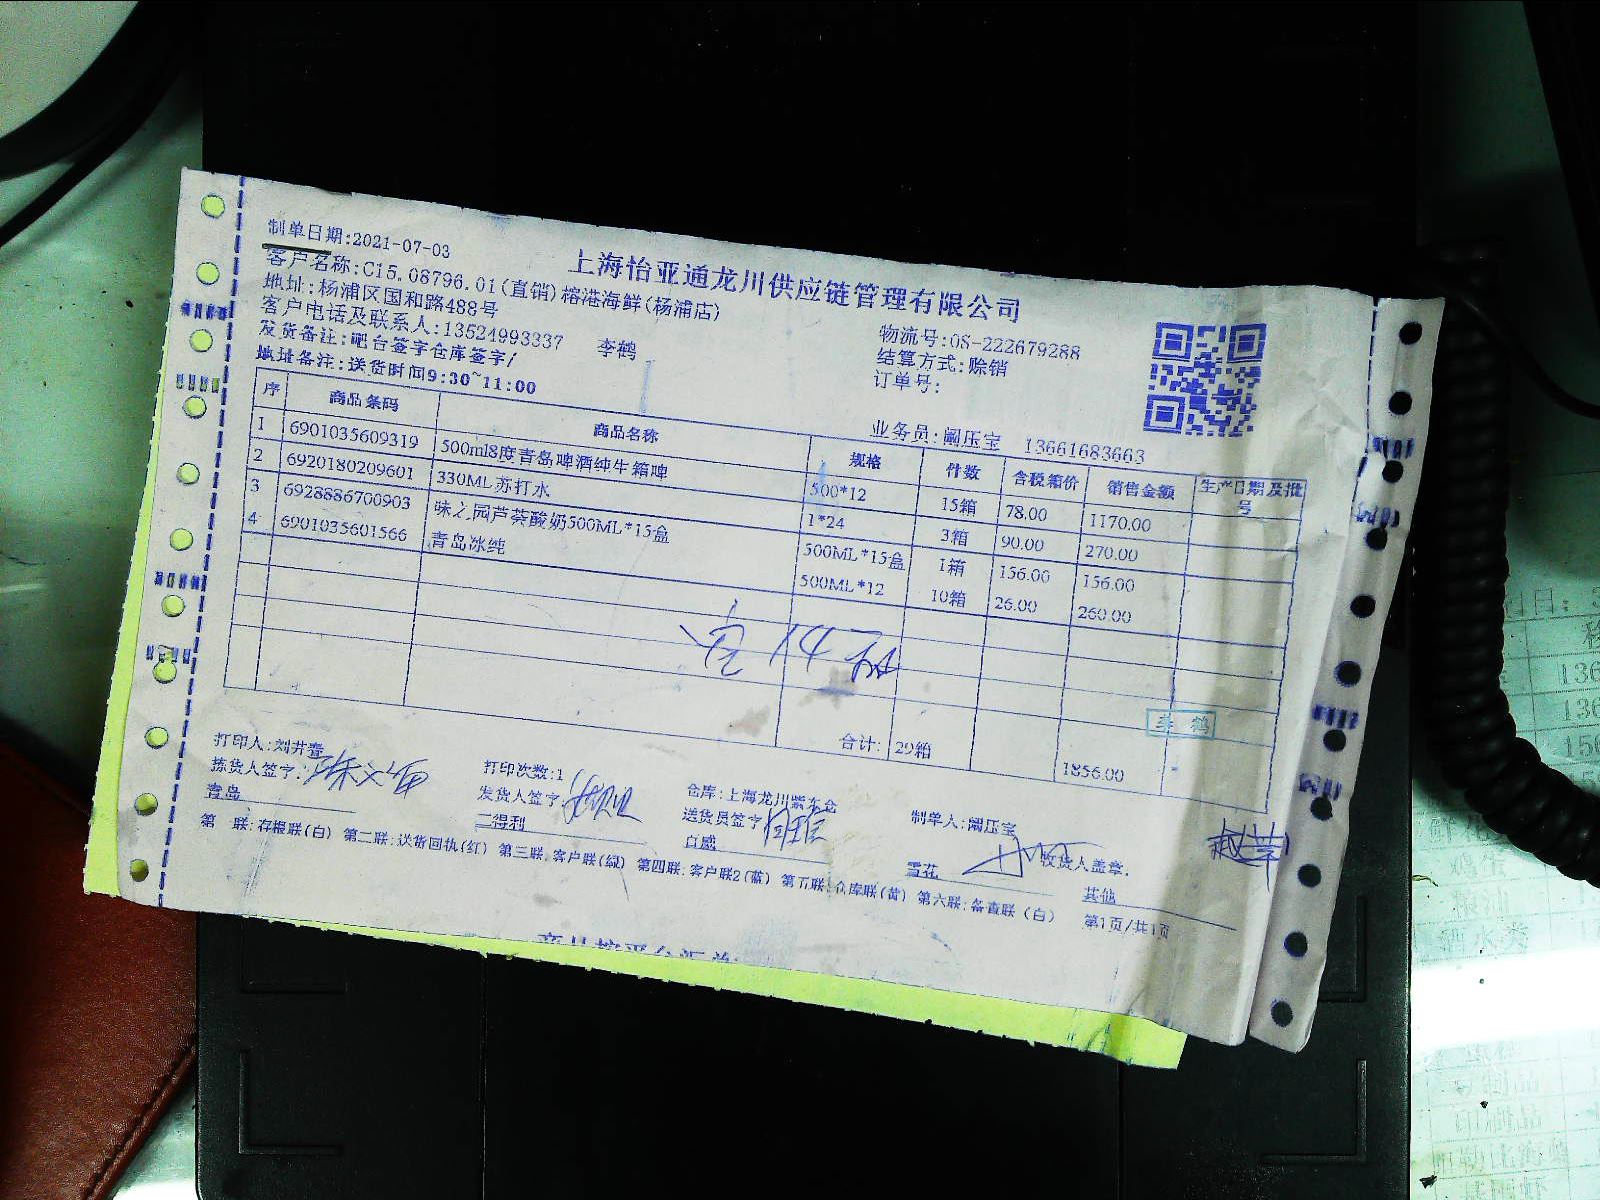 制单日期:2021-07-03
上海怡亚通龙川供应链管理有限公司
客户名称:C15.08796.01(直销)榕港海鲜(杨浦店)
地址:杨浦区国和路488号
客户电话及联系人:13524993337 李鹤
发货备注:吧台签字仓库签字/
地址备注:送货时间9:30~11:00
物流号:08-222679288
结算方式:赊销
订单号:
业务员:阚压宝 13661683663
序 商品条码 商品名称 规格 件数 含税箱价 销售金额 生产日期及批号
1 6901035609319 500ml8度青岛啤酒纯生箱啤 500*12 15箱 78.00 1170.00
2 6920180209601 330ML苏打水 1*24 3箱 90.00 270.00
3 6928886700903 味之园芦荟酸奶500ML*15盒 500ML*15盒 1箱 156.00 156.00
4 6901035601566 青岛冰纯 500ML*12 10箱 26.00 260.00
14
合计: 29箱 1856.00
打印人:刘井春 打印次数:1 仓库:上海龙川紫东仓 制单人:阚压宝
拣货人签字: 发货人签字: 送货员签字 收货人盖章.
青岛 三得利 百威 雪花 其他
第一联:存根联(白) 第二联:送货回执(红) 第三联:客户联(绿) 第四联:客户联2(蓝) 第五联:仓库联(黄) 第六联:备查联(白) 第1页/共1页